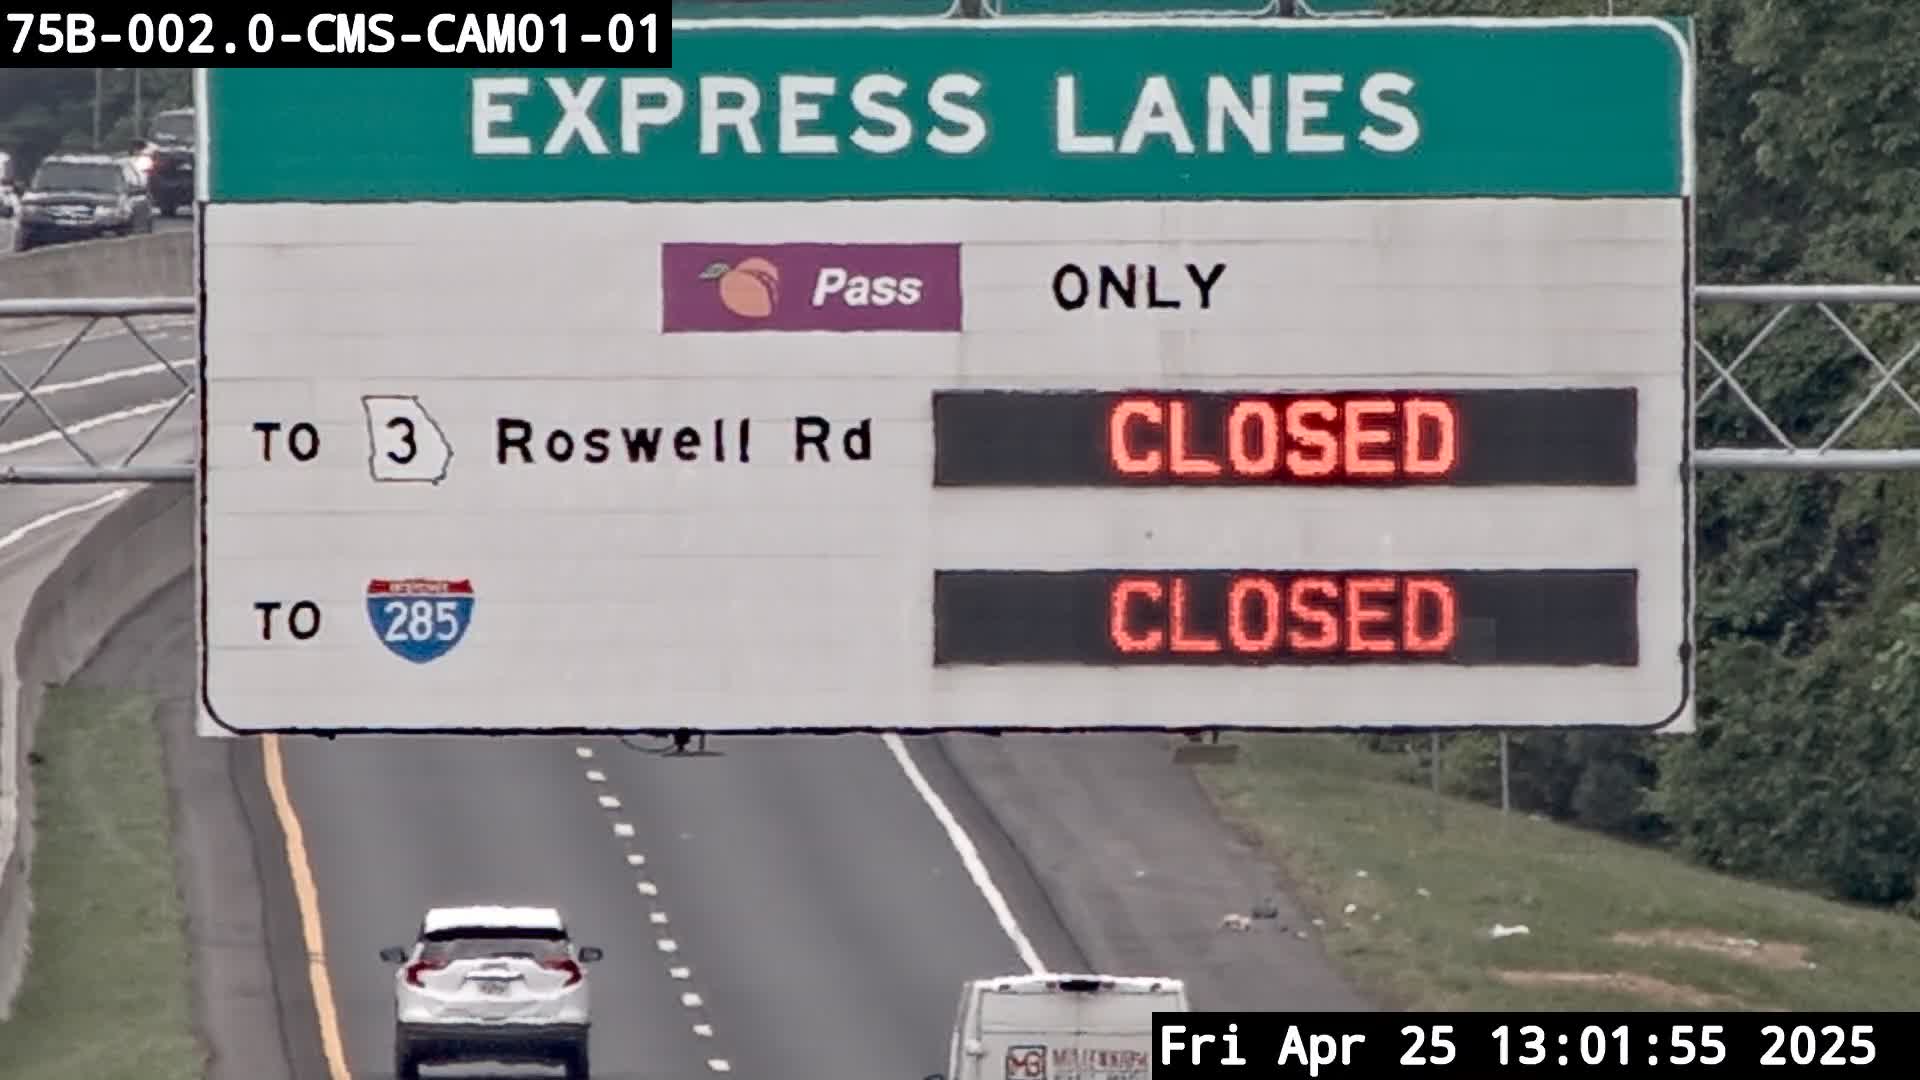 75B-002.0-CMS-CAM01-01
EXPRESS LANES
Pass ONLY
TO 3 Roswell Rd CLOSED
TO 285 CLOSED
MB
Fri Apr 25 13:01:55 2025